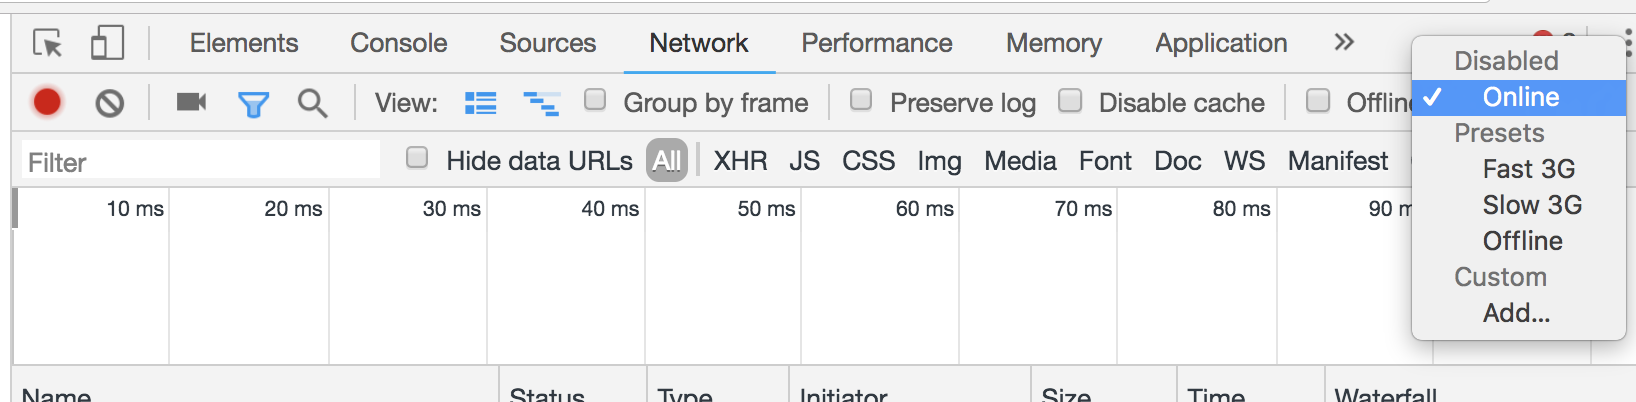 Elements Console Sources Network Performance Memory Application »
View: Group by frame Preserve log Disable cache
Filter Hide data URLs All XHR JS CSS Img Media Font Doc WS Manifest
10 ms 20 ms 30 ms 40 ms 50 ms 60 ms 70 ms 80 ms
Name Status Type Initiator Size Time Waterfall
Disabled
✓ Online
Presets
Fast 3G
Slow 3G
Offline
Custom
Add...